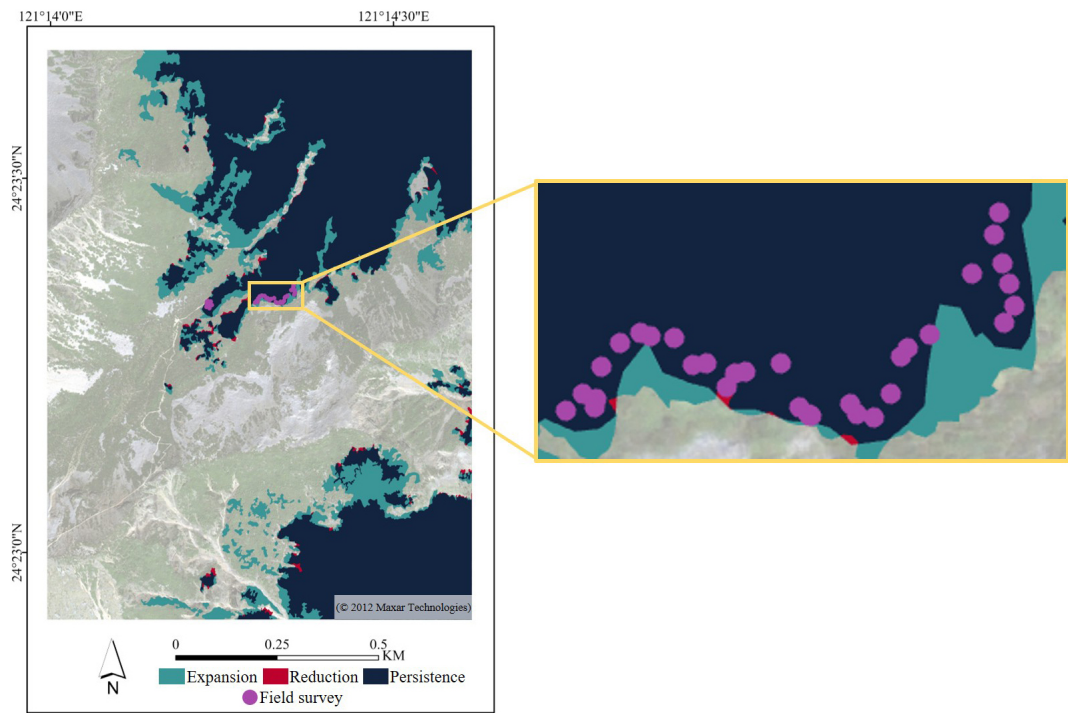 121°14'0"E 121°14'30"E
24°23'30"N
24°23'0"N
(© 2012 Maxar Technologies)
0 0.25 0.5
KM
N
Expansion Reduction Persistence
Field survey